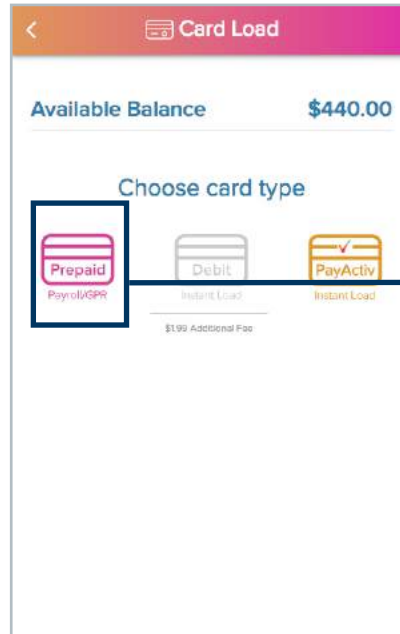 Card Load
Available Balance $440.00
Choose card type
Prepaid Debit PayActiv
Payroll/GPR Instant Load Instant Load
$1.99 Additional Fee